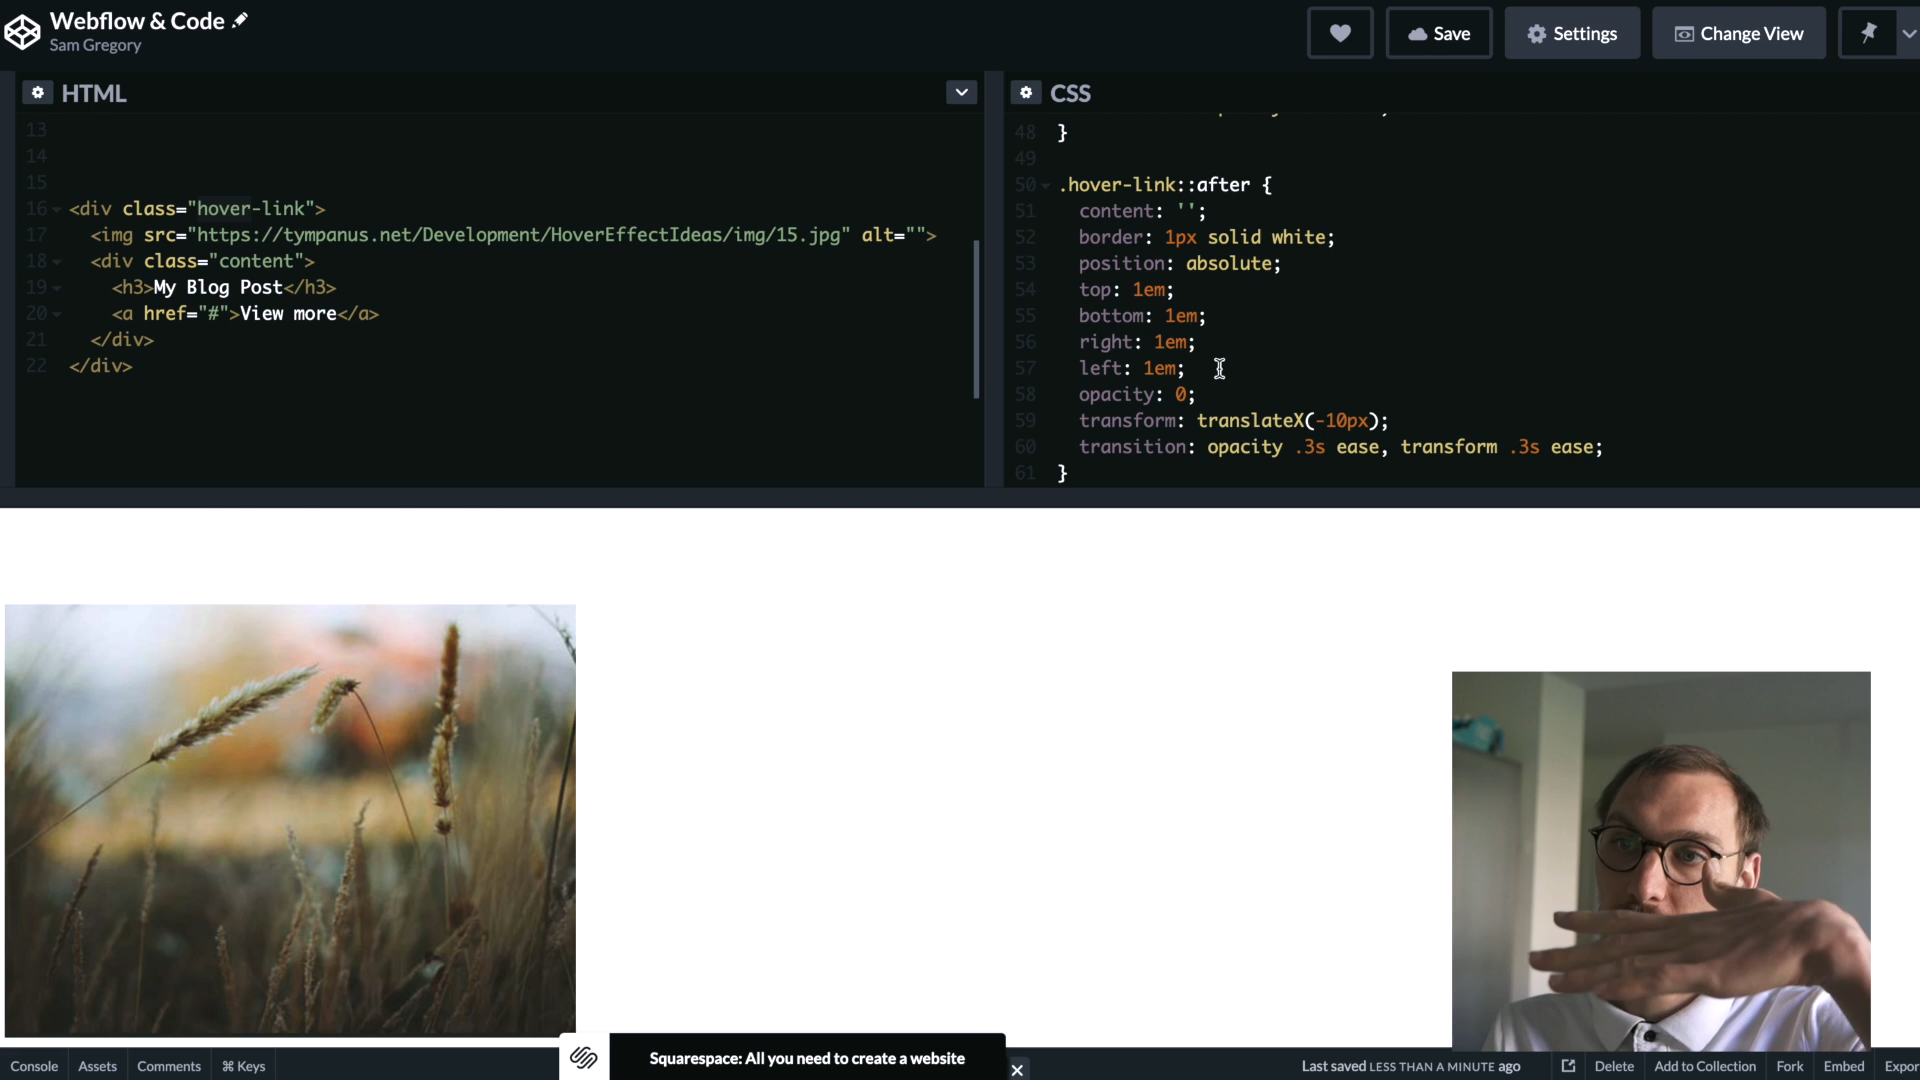 Webflow & Code
Sam Gregory
Save
Settings
Change View
HTML
13
14
15
16 <div class="hover-link">
17 <img src="https://tympanus.net/Development/HoverEffectIdeas/img/15.jpg" alt="">
18 <div class="content">
19 <h3>My Blog Post</h3>
20 <a href="#">View more</a>
21 </div>
22 </div>
CSS
48 }
49
50 .hover-link::after {
51 content: '';
52 border: 1px solid white;
53 position: absolute;
54 top: 1em;
55 bottom: 1em;
56 right: 1em;
57 left: 1em;
58 opacity: 0;
59 transform: translateX(-10px);
60 transition: opacity .3s ease, transform .3s ease;
61 }
Console
Assets
Comments
⌘ Keys
Squarespace: All you need to create a website
Last saved LESS THAN A MINUTE ago
Delete
Add to Collection
Fork
Embed
Expor